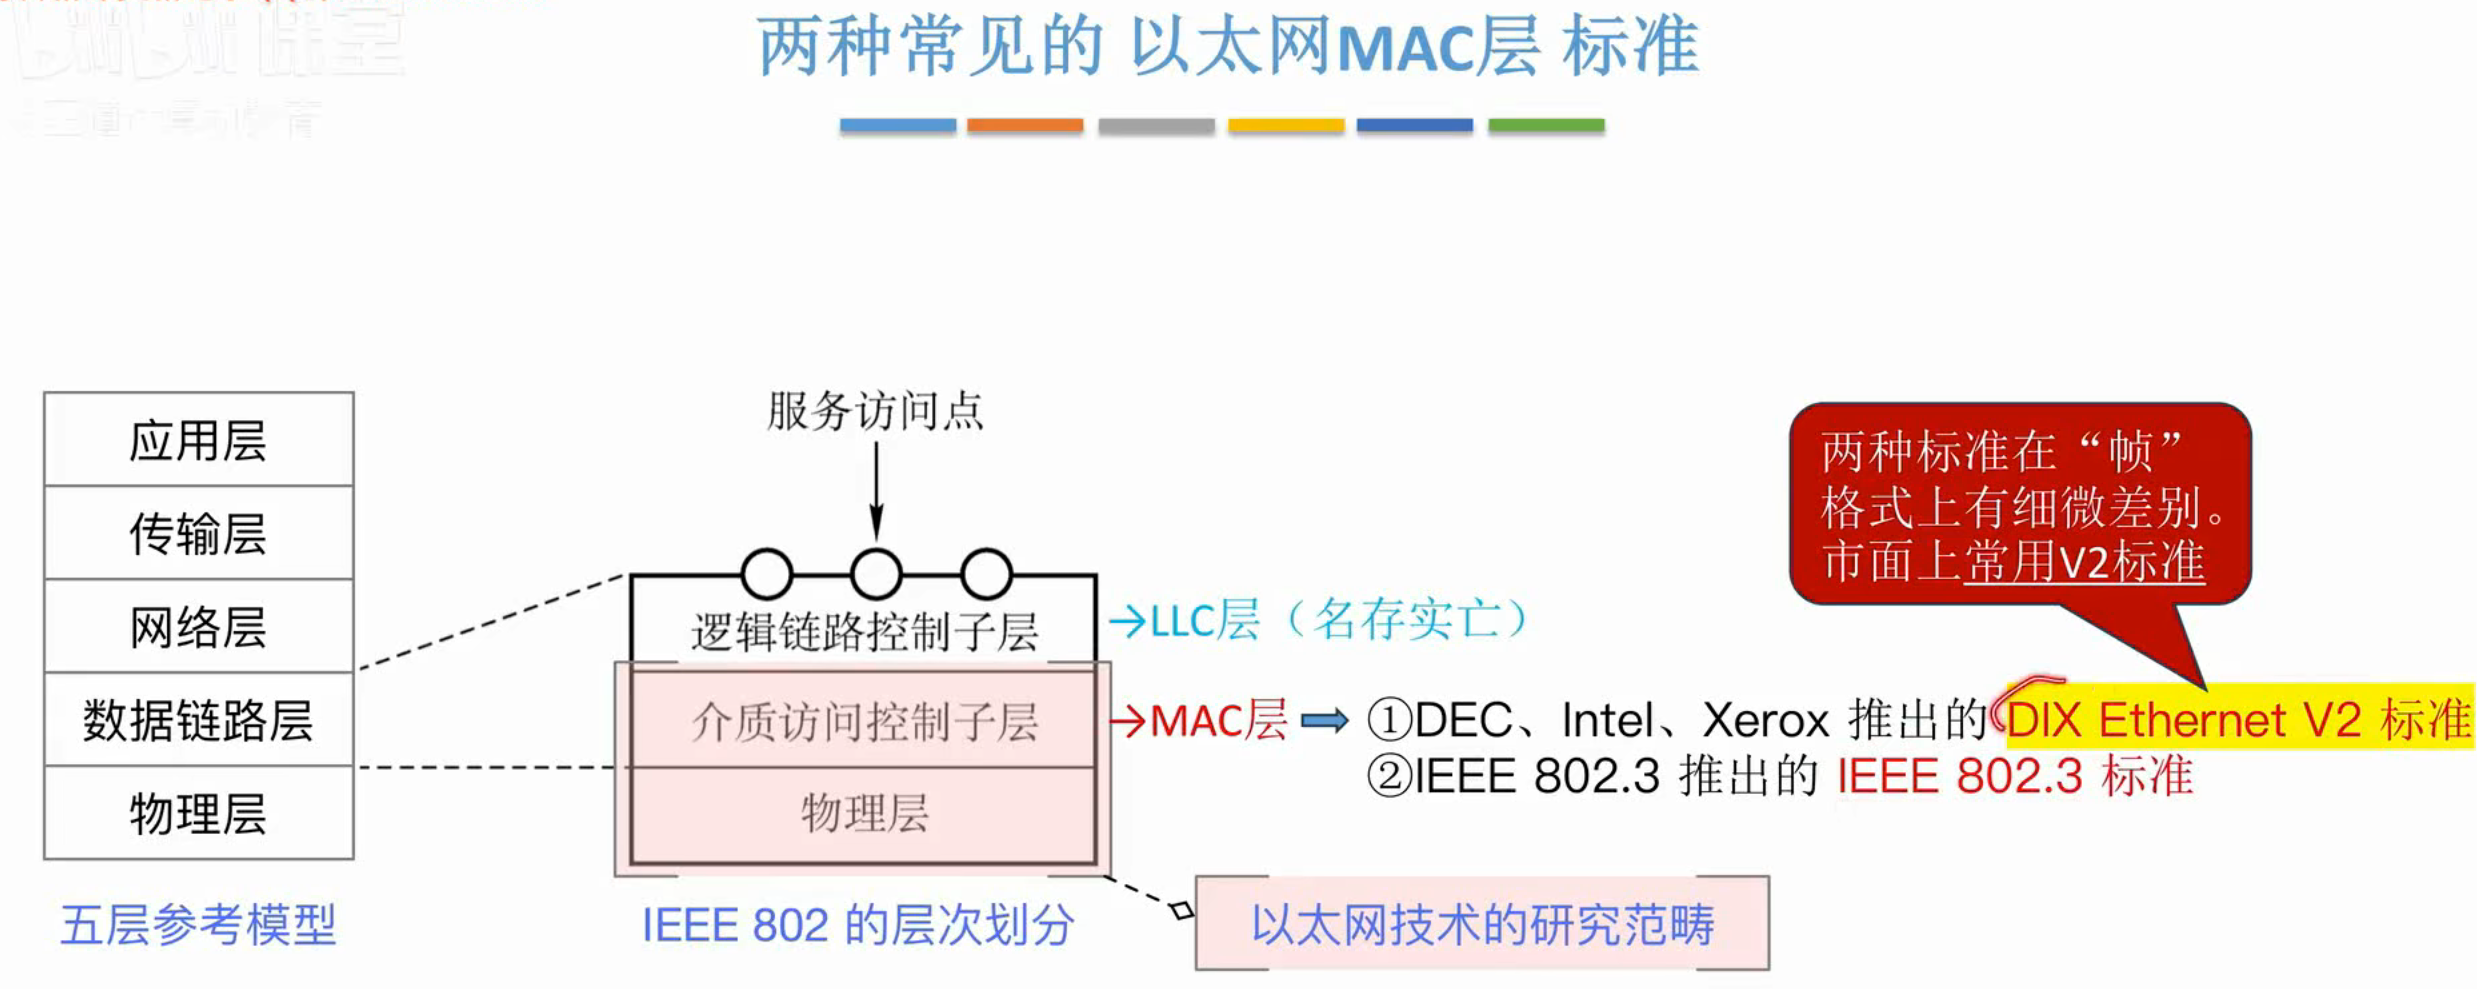 两种常见的 以太网MAC层 标准
应用层
传输层
网络层
数据链路层
物理层
五层参考模型
服务访问点
逻辑链路控制子层
介质访问控制子层
物理层
IEEE 802 的层次划分
→LLC层（名存实亡）
→MAC层
①DEC、Intel、Xerox 推出的 DIX Ethernet V2 标准
②IEEE 802.3 推出的 IEEE 802.3 标准
两种标准在“帧”
格式上有细微差别。
市面上常用V2标准
以太网技术的研究范畴